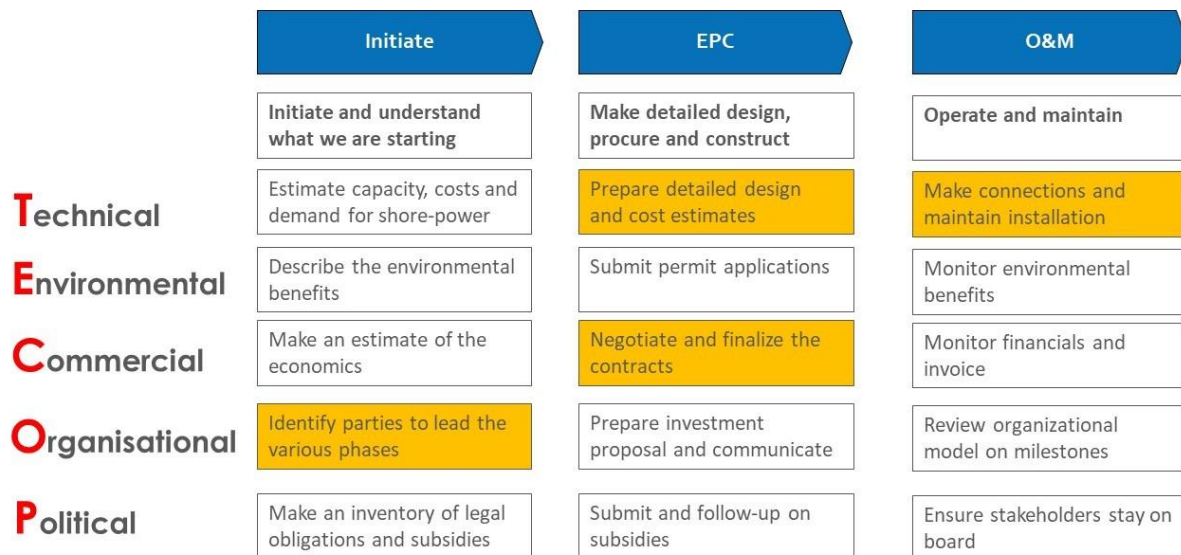 Initiate
EPC
O&M
Initiate and understand
what we are starting
Make detailed design,
procure and construct
Operate and maintain
Technical
Estimate capacity, costs and
demand for shore-power
Prepare detailed design
and cost estimates
Make connections and
maintain installation
Environmental
Describe the environmental
benefits
Submit permit applications
Monitor environmental
benefits
Commercial
Make an estimate of the
economics
Negotiate and finalize the
contracts
Monitor financials and
invoice
Organisational
Identify parties to lead the
various phases
Prepare investment
proposal and communicate
Review organizational
model on milestones
Political
Make an inventory of legal
obligations and subsidies
Submit and follow-up on
subsidies
Ensure stakeholders stay on
board